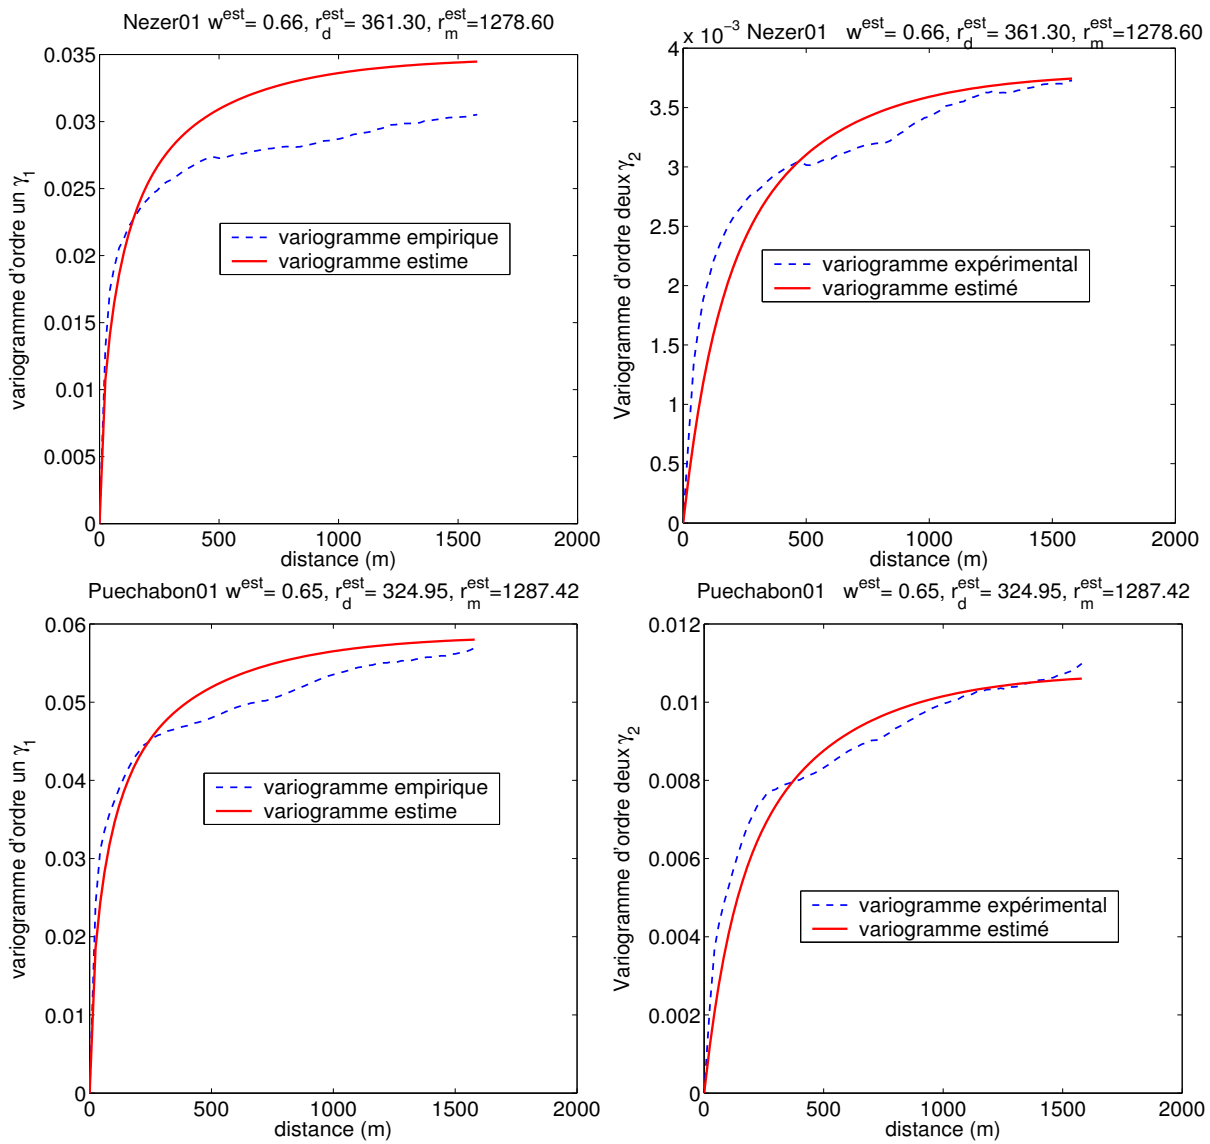 Nezer01 w^est= 0.66, r_d^est= 361.30, r_m^est=1278.60
variogramme d'ordre un γ_1
0.035
0.03
0.025
0.02
0.015
0.01
0.005
0
variogramme empirique
variogramme estime
0 500 1000 1500 2000
distance (m)
x 10^-3 Nezer01 w^est= 0.66, r_d^est= 361.30, r_m^est=1278.60
Variogramme d'ordre deux γ_2
4
3.5
3
2.5
2
1.5
1
0.5
0
variogramme expérimental
variogramme estimé
0 500 1000 1500 2000
distance (m)
Puechabon01 w^est= 0.65, r_d^est= 324.95, r_m^est=1287.42
variogramme d'ordre un γ_1
0.06
0.05
0.04
0.03
0.02
0.01
0
variogramme empirique
variogramme estime
0 500 1000 1500 2000
distance (m)
Puechabon01 w^est= 0.65, r_d^est= 324.95, r_m^est=1287.42
Variogramme d'ordre deux γ_2
0.012
0.01
0.008
0.006
0.004
0.002
0
variogramme expérimental
variogramme estimé
0 500 1000 1500 2000
distance (m)